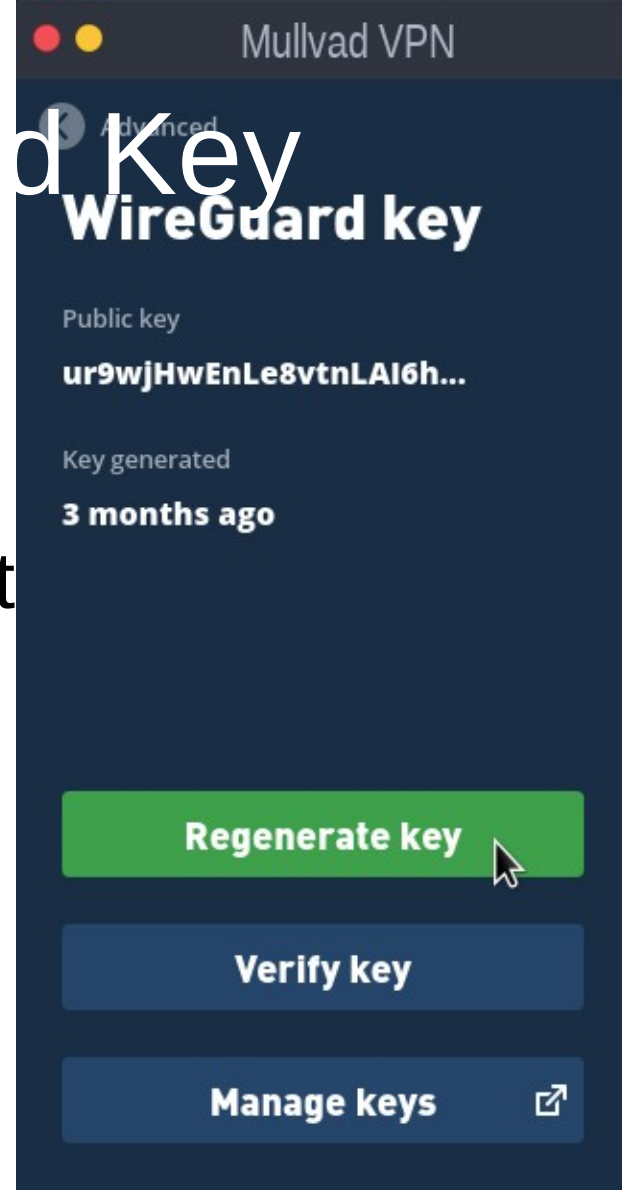 Mullvad VPN
Advanced
d Key
WireGuard key
Public key
ur9wjHwEnLe8vtnLAI6h...
Key generated
3 months ago
t
Regenerate key
Verify key
Manage keys